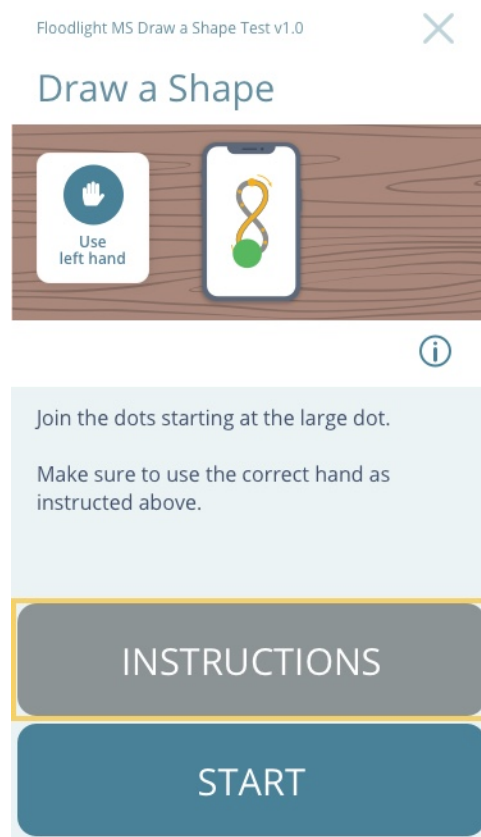 Floodlight MS Draw a Shape Test v1.0
Draw a Shape
Use
left hand
Join the dots starting at the large dot.
Make sure to use the correct hand as
instructed above.
INSTRUCTIONS
START